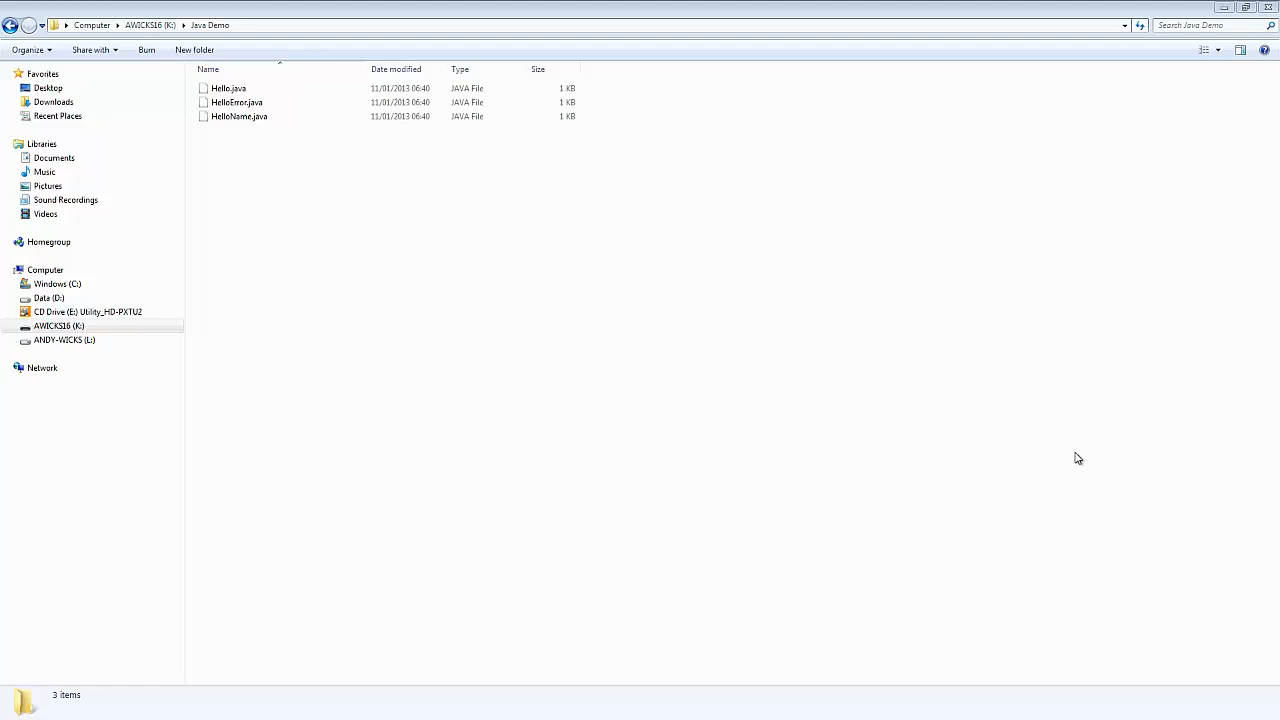 Computer AWICKS16 (K:) Java Demo
Search Java Demo
Organize Share with Burn New folder
Name Date modified Type Size
Favorites
Desktop
Downloads
Recent Places
Libraries
Documents
Music
Pictures
Sound Recordings
Videos
Homegroup
Computer
Windows (C:)
Data (D:)
CD Drive (E:) Utility_HD-PXTU2
AWICKS16 (K:)
ANDY-WICKS (L:)
Network
Hello.java 11/01/2013 06:40 JAVA File 1 KB
HelloError.java 11/01/2013 06:40 JAVA File 1 KB
HelloName.java 11/01/2013 06:40 JAVA File 1 KB
3 items